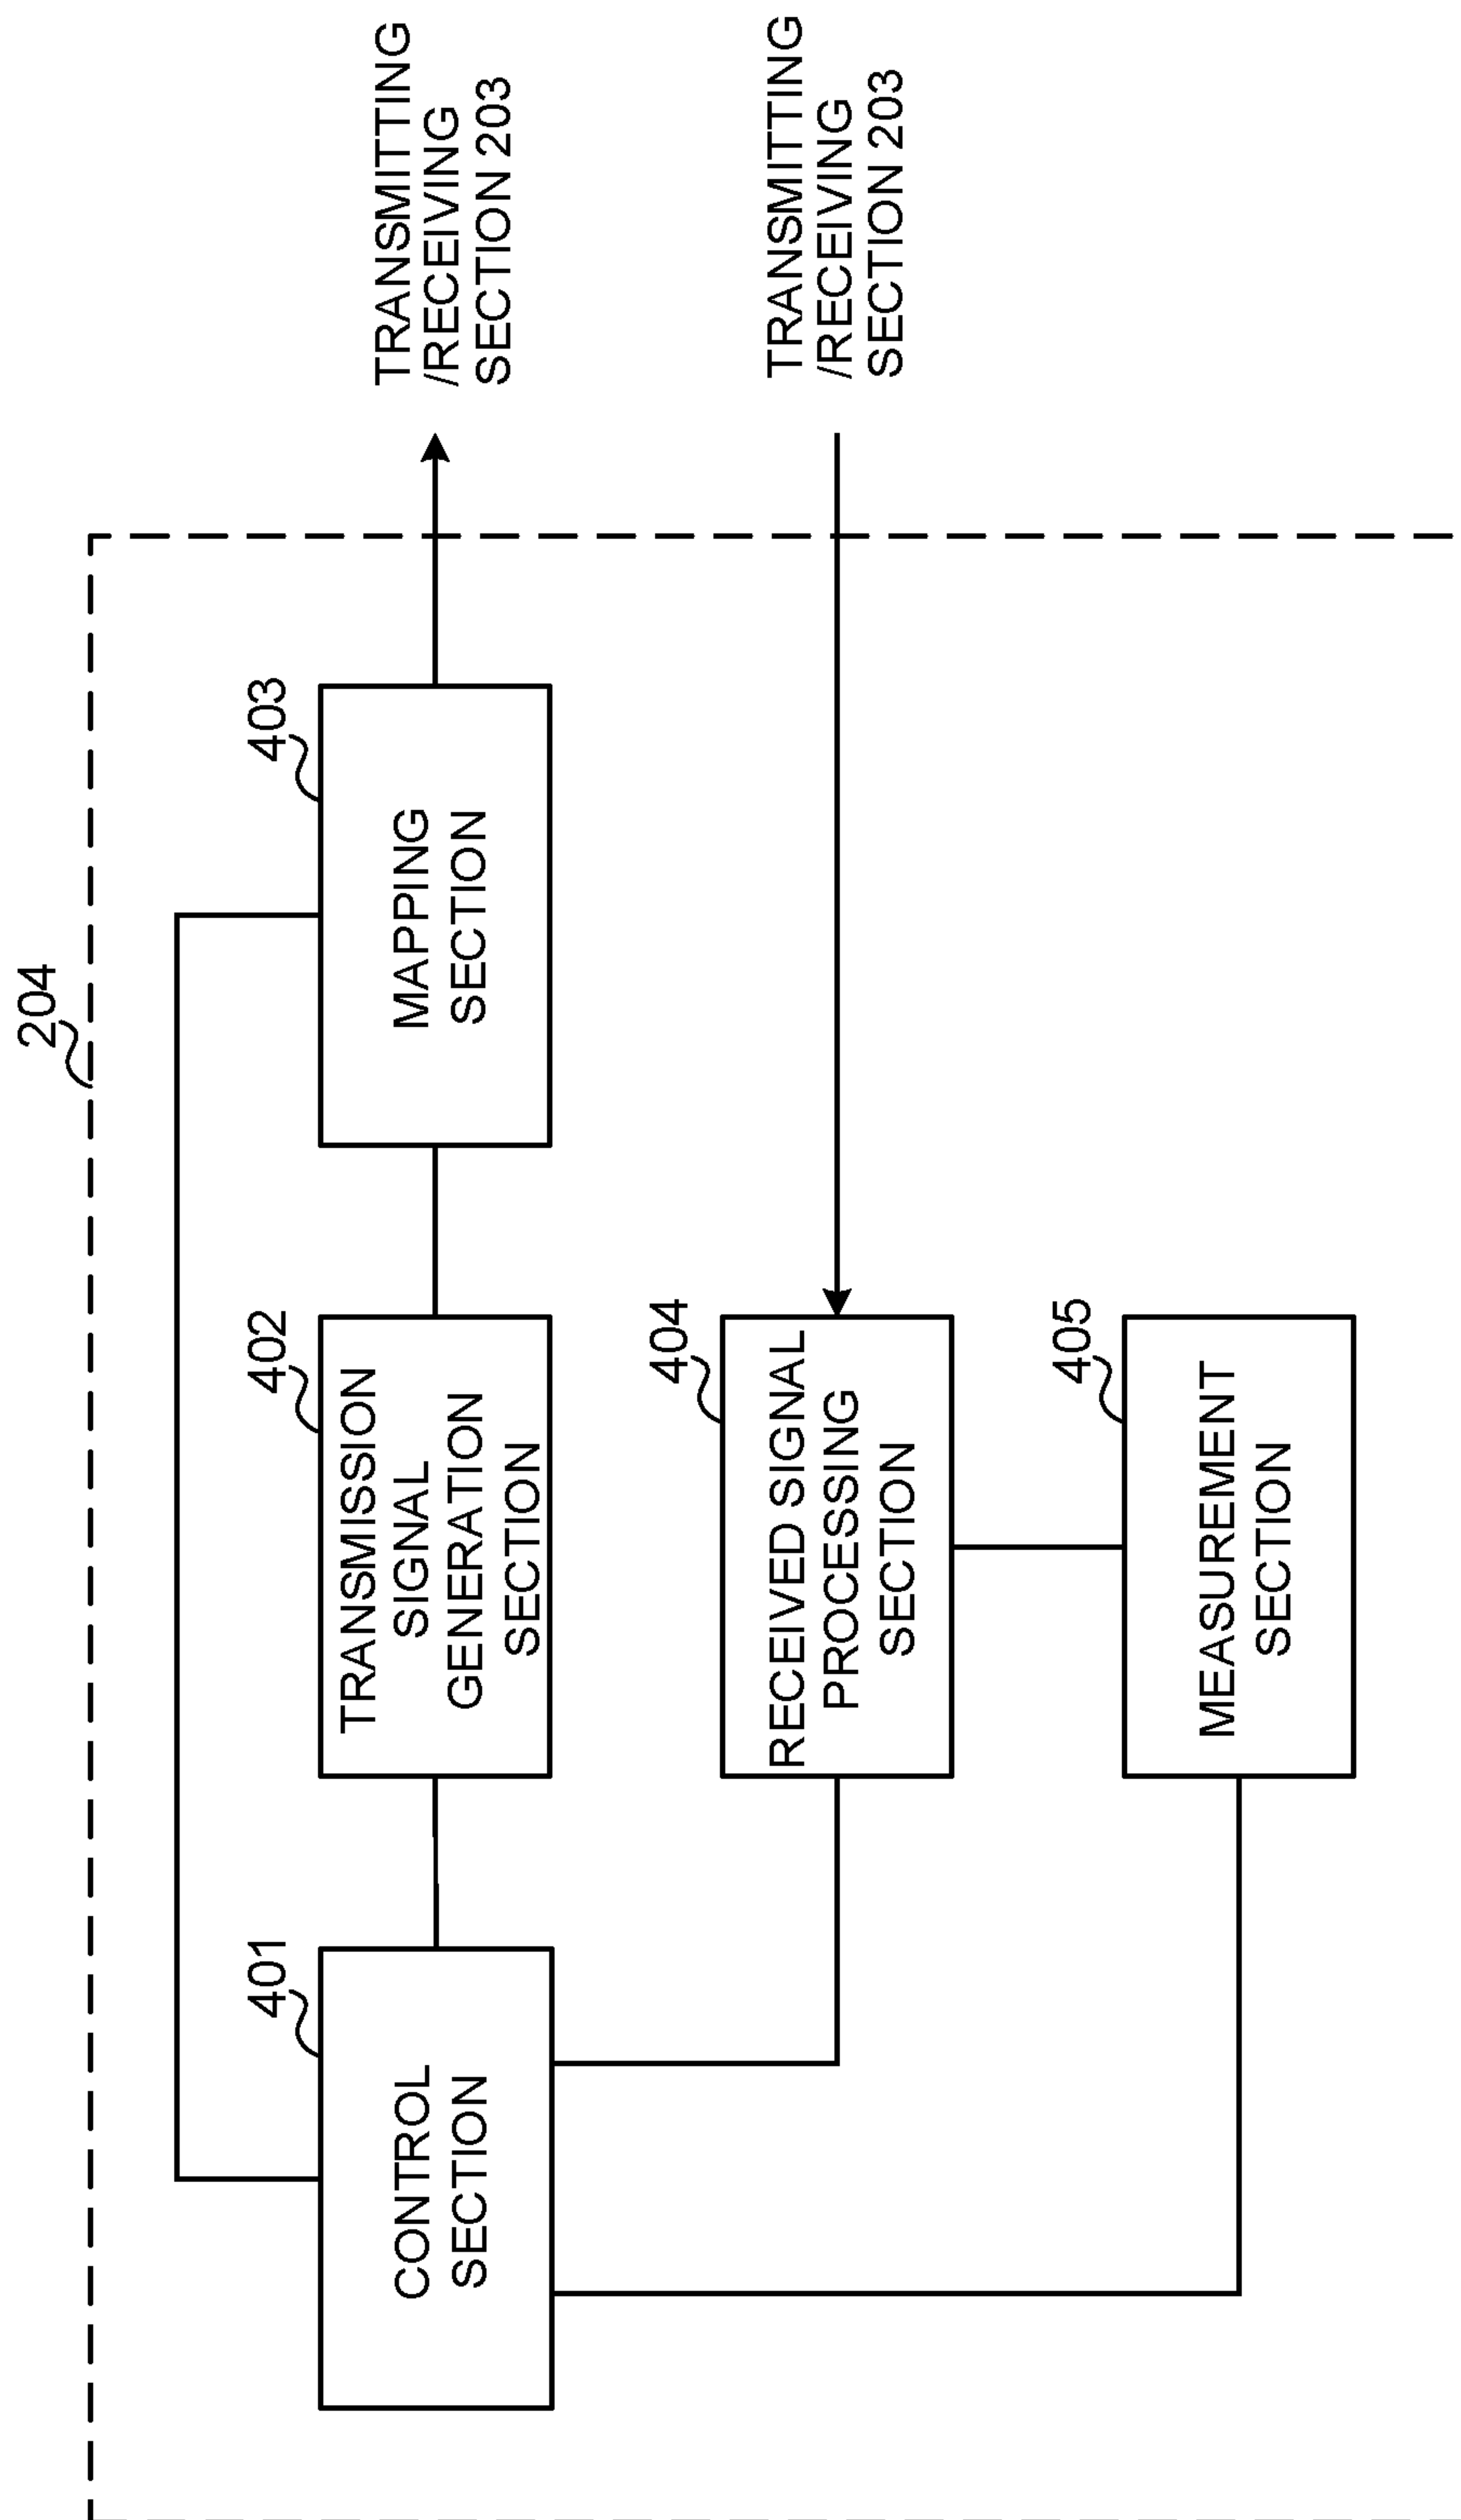 204
401
CONTROL
SECTION
402
TRANSMISSION
SIGNAL
GENERATION
SECTION
403
MAPPING
SECTION
TRANSMITTING
/RECEIVING
SECTION 203
404
RECEIVED SIGNAL
PROCESSING
SECTION
TRANSMITTING
/RECEIVING
SECTION 203
405
MEASUREMENT
SECTION